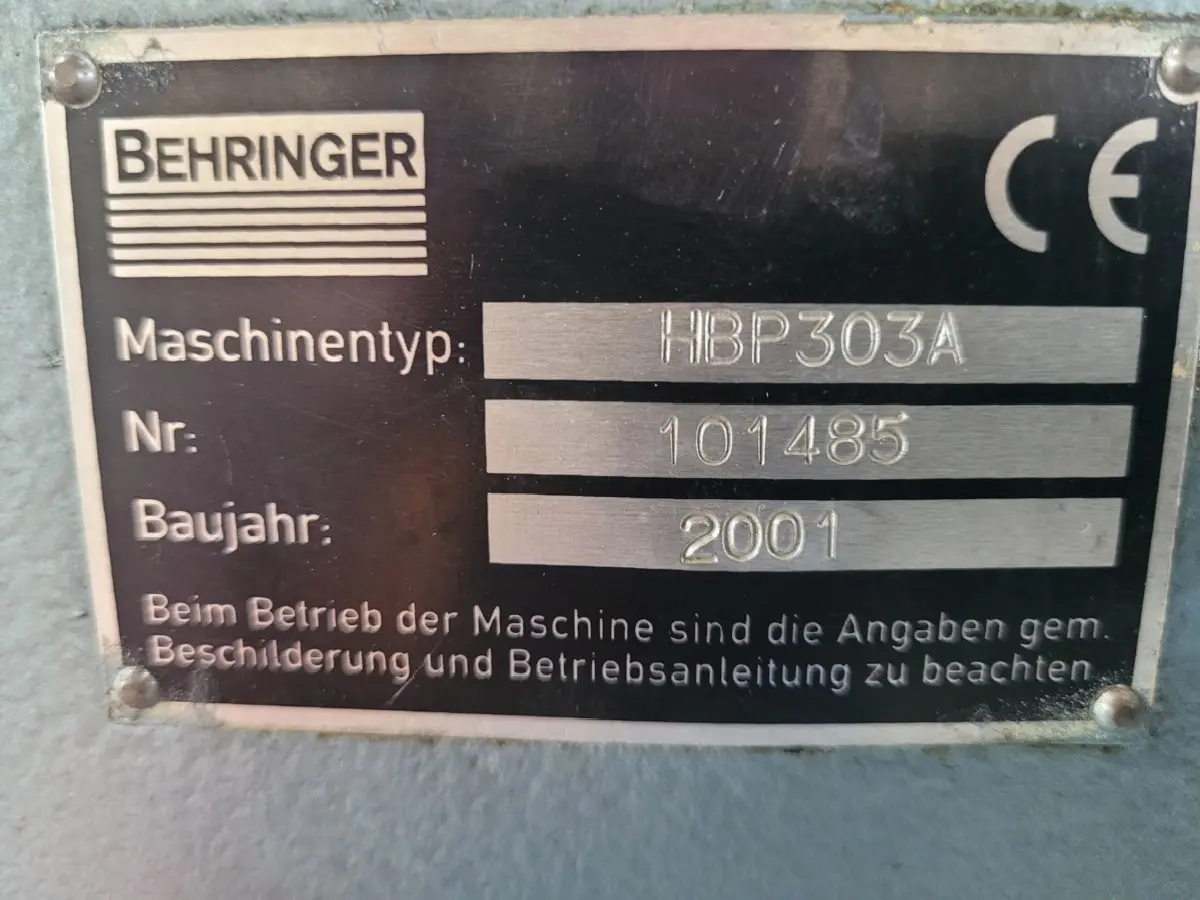 BEHRINGER
CE
Maschinentyp: HBP303A
Nr: 101485
Baujahr: 2001
Beim Betrieb der Maschine sind die Angaben gem.
Beschilderung und Betriebsanleitung zu beachten